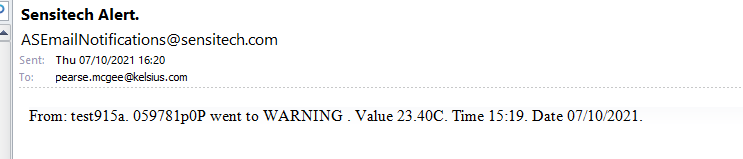 Sensitech Alert.
ASEmailNotifications@sensitech.com
Sent: Thu 07/10/2021 16:20
To: pearse.mcgee@kelsius.com
From: test915a. 059781p0P went to WARNING . Value 23.40C. Time 15:19. Date 07/10/2021.